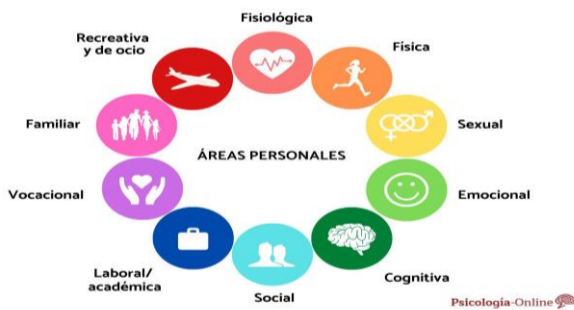 Fisiológica
Recreativa
y de ocio
Física
Familiar
Sexual
ÁREAS PERSONALES
Vocacional
Emocional
Laboral/
académica
Cognitiva
Social
Psicología-Online